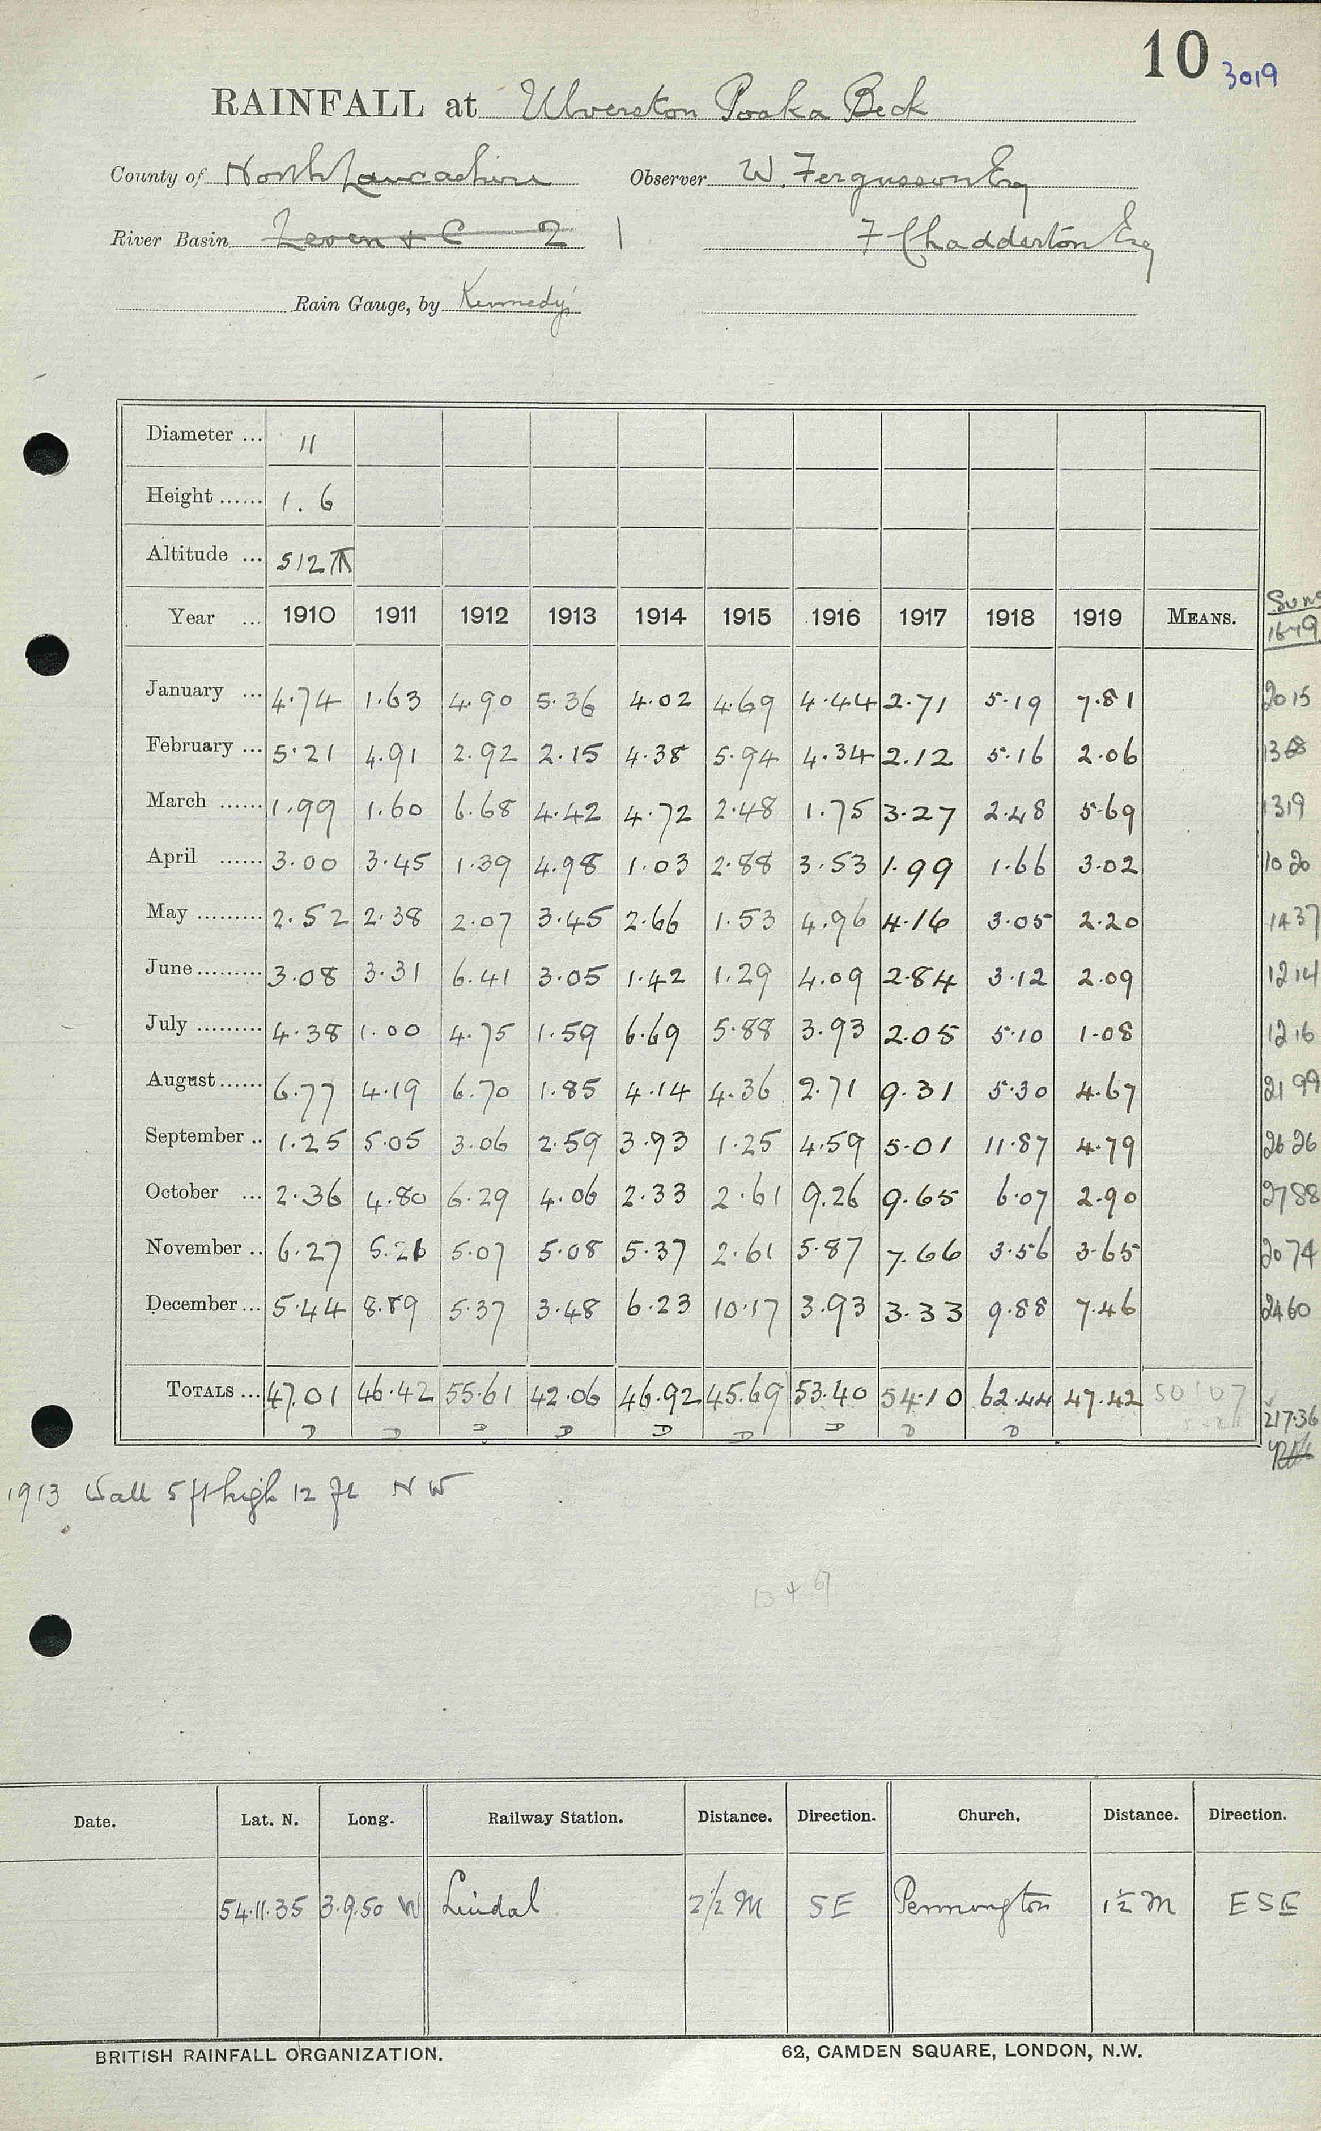 10 3019
RAINFALL at Ulverston Poaka Beck
County of North Lancashire Observer W. Fergusson Esq
River Basin Leven & C 2 1 F Chadderton Esq
Rain Gauge, by Kennedy
Diameter ... 11
Height ...... 1.6
Altitude ... 512
Year ... 1910 1911 1912 1913 1914 1915 1916 1917 1918 1919 MEANS. Sums 16-19
January ... 4.74 1.63 4.90 5.36 4.02 4.69 4.44 2.71 5.19 7.81 2015
February ... 5.21 4.91 2.92 2.15 4.38 5.94 4.34 2.12 5.16 2.06 1368
March ...... 1.99 1.60 6.68 4.42 4.72 2.48 1.75 3.27 2.48 5.69 1319
April ...... 3.00 3.45 1.39 4.98 1.03 2.88 3.53 1.99 1.66 3.02 1020
May ......... 2.52 2.38 2.07 3.45 2.66 1.53 4.96 4.16 3.05 2.20 1437
June ......... 3.08 3.31 6.41 3.05 1.42 1.29 4.09 2.84 3.12 2.09 1214
July ......... 4.38 1.00 4.75 1.59 6.69 5.88 3.93 2.05 5.10 1.08 1216
August ...... 6.77 4.19 6.70 1.85 4.14 4.36 2.71 9.31 5.30 4.67 2199
September .. 1.25 5.05 3.06 2.59 3.93 1.25 4.59 5.01 11.87 4.79 2626
October ... 2.36 4.80 6.29 4.06 2.33 2.61 9.26 9.65 6.07 2.90 2788
November .. 6.27 5.21 5.07 5.08 5.37 2.61 5.87 7.66 3.56 3.65 2074
December ... 5.44 8.89 5.37 3.48 6.23 10.17 3.93 3.33 9.88 7.46 2460
TOTALS ... 47.01 46.42 55.61 42.06 46.92 45.69 53.40 54.10 62.44 47.42 50.107 217.36
D D D D D D D D D
1913 Wall 5 ft high 12 ft NW
Date. Lat. N. Long. Railway Station. Distance. Direction. Church. Distance. Direction.
54.11.35 3.9.50 W Lindal 2½ M SE Pennington 1½ M ESE
BRITISH RAINFALL ORGANIZATION. 62, CAMDEN SQUARE, LONDON, N.W.